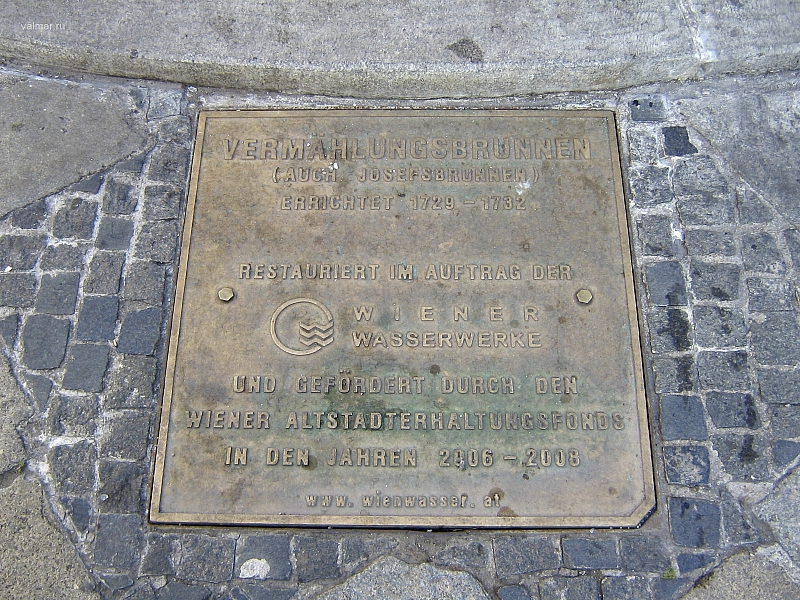 valmar.ru
VERMÄHLUNGSBRUNNEN
(AUCH JOSEFSBRUNNEN)
ERRICHTET 1729 – 1732
RESTAURIERT IM AUFTRAG DER
WIENER
WASSERWERKE
UND GEFÖRDERT DURCH DEN
WIENER ALTSTADTERHALTUNGSFONDS
IN DEN JAHREN 2006 – 2008
www.wienwasser.at